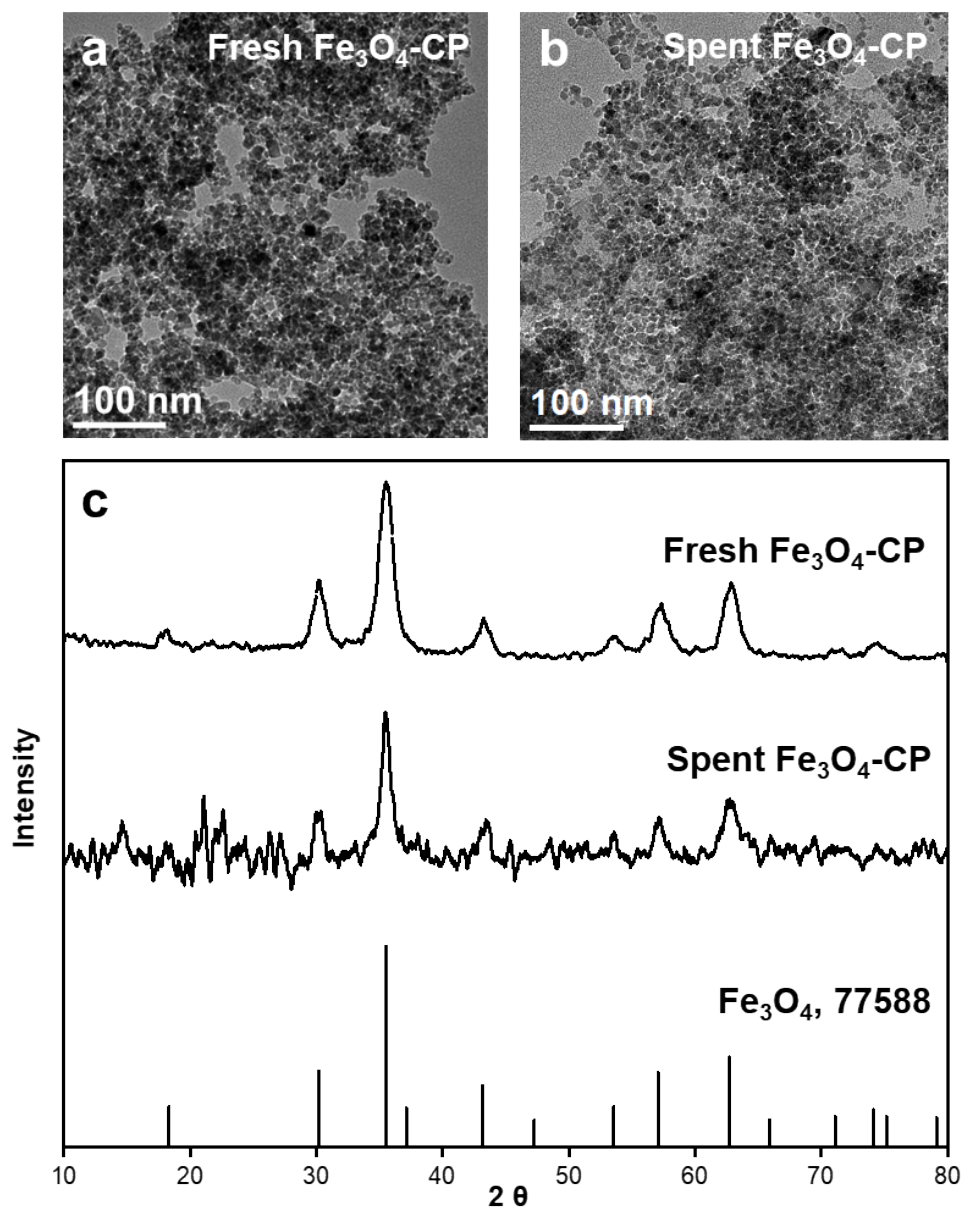 a
Fresh Fe₃O₄-CP
100 nm
b
Spent Fe₃O₄-CP
100 nm
c
Fresh Fe₃O₄-CP
Spent Fe₃O₄-CP
Fe₃O₄, 77588
Intensity
10 20 30 40 50 60 70 80
2 θ